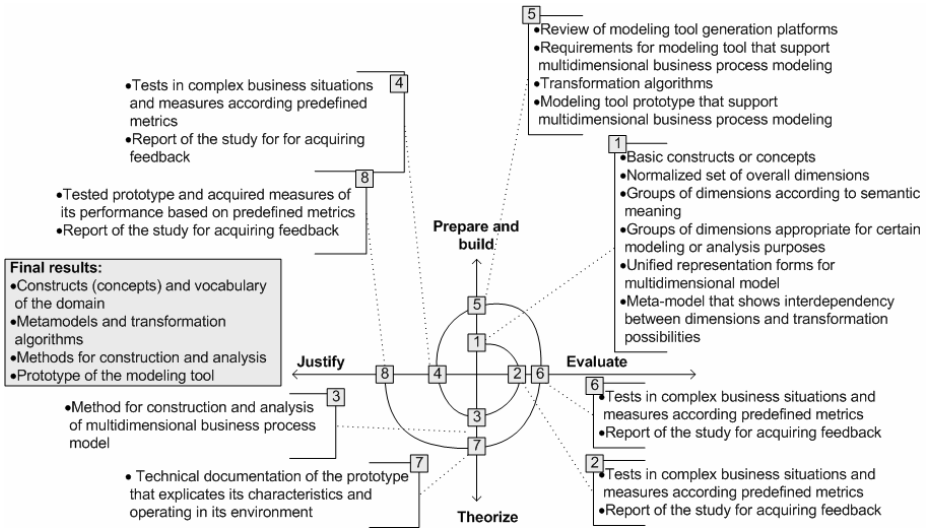 5
•Review of modeling tool generation platforms
•Requirements for modeling tool that support
multidimensional business process modeling
•Transformation algorithms
•Modeling tool prototype that support
multidimensional business process modeling
4
•Tests in complex business situations
and measures according predefined
metrics
•Report of the study for for acquiring
feedback
1
•Basic constructs or concepts
•Normalized set of overall dimensions
•Groups of dimensions according to semantic
meaning
•Groups of dimensions appropriate for certain
modeling or analysis purposes
•Unified representation forms for
multidimensional model
•Meta-model that shows interdependency
between dimensions and transformation
possibilities
8
•Tested prototype and acquired measures of
its performance based on predefined metrics
•Report of the study for acquiring feedback
Prepare and
build
Final results:
•Constructs (concepts) and vocabulary
of the domain
•Metamodels and transformation
algorithms
•Methods for construction and analysis
•Prototype of the modeling tool
5
1
Justify
Evaluate
8
4
2
6
3
7
Theorize
3
•Method for construction and analysis
of multidimensional business process
model
6
•Tests in complex business situations and
measures according predefined metrics
•Report of the study for acquiring feedback
7
• Technical documentation of the prototype
that explicates its characteristics and
operating in its environment
2
•Tests in complex business situations and
measures according predefined metrics
•Report of the study for acquiring feedback